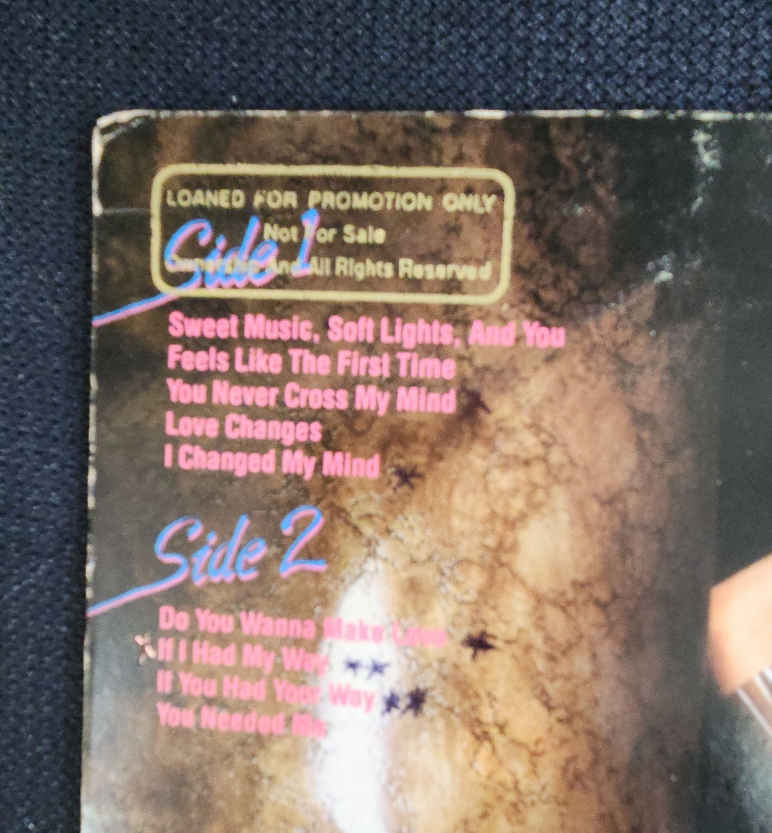 LOANED FOR PROMOTION ONLY
Not For Sale
And All Rights Reserved
Side 1
Sweet Music, Soft Lights, And You
Feels Like The First Time
You Never Cross My Mind
Love Changes
I Changed My Mind
Side 2
Do You Wanna Make Love
If I Had My Way
If You Had Your Way
You Needed Me